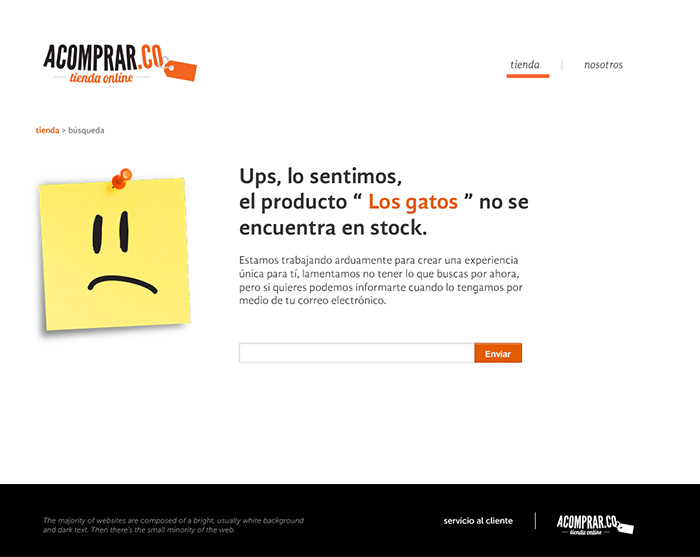 ACOMPRAR.CO
tienda online
tienda
nosotros
tienda > búsqueda
Ups, lo sentimos,
el producto “ Los gatos ” no se
encuentra en stock.
Estamos trabajando arduamente para crear una experiencia
única para tí, lamentamos no tener lo que buscas por ahora,
pero si quieres podemos informarte cuando lo tengamos por
medio de tu correo electrónico.
Enviar
The majority of websites are composed of a bright, usually white background
and dark text. Then there's the small minority of the web.
servicio al cliente
ACOMPRAR.CO
tienda online